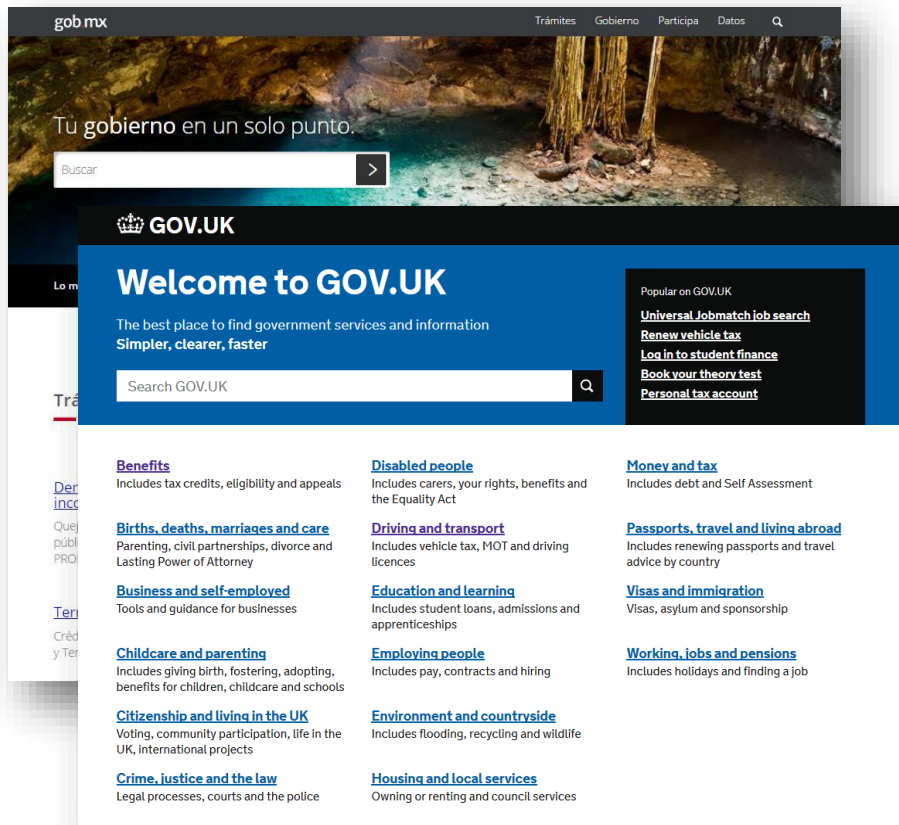 gob mx
Trámites Gobierno Participa Datos
Tu gobierno en un solo punto.
Buscar
GOV.UK
Welcome to GOV.UK
The best place to find government services and information
Simpler, clearer, faster
Search GOV.UK
Popular on GOV.UK
Universal Jobmatch job search
Renew vehicle tax
Log in to student finance
Book your theory test
Personal tax account
Benefits
Includes tax credits, eligibility and appeals
Births, deaths, marriages and care
Parenting, civil partnerships, divorce and
Lasting Power of Attorney
Business and self-employed
Tools and guidance for businesses
Childcare and parenting
Includes giving birth, fostering, adopting,
benefits for children, childcare and schools
Citizenship and living in the UK
Voting, community participation, life in the
UK, international projects
Crime, justice and the law
Legal processes, courts and the police
Disabled people
Includes carers, your rights, benefits and
the Equality Act
Driving and transport
Includes vehicle tax, MOT and driving
licences
Education and learning
Includes student loans, admissions and
apprenticeships
Employing people
Includes pay, contracts and hiring
Environment and countryside
Includes flooding, recycling and wildlife
Housing and local services
Owning or renting and council services
Money and tax
Includes debt and Self Assessment
Passports, travel and living abroad
Includes renewing passports and travel
advice by country
Visas and immigration
Visas, asylum and sponsorship
Working, jobs and pensions
Includes holidays and finding a job